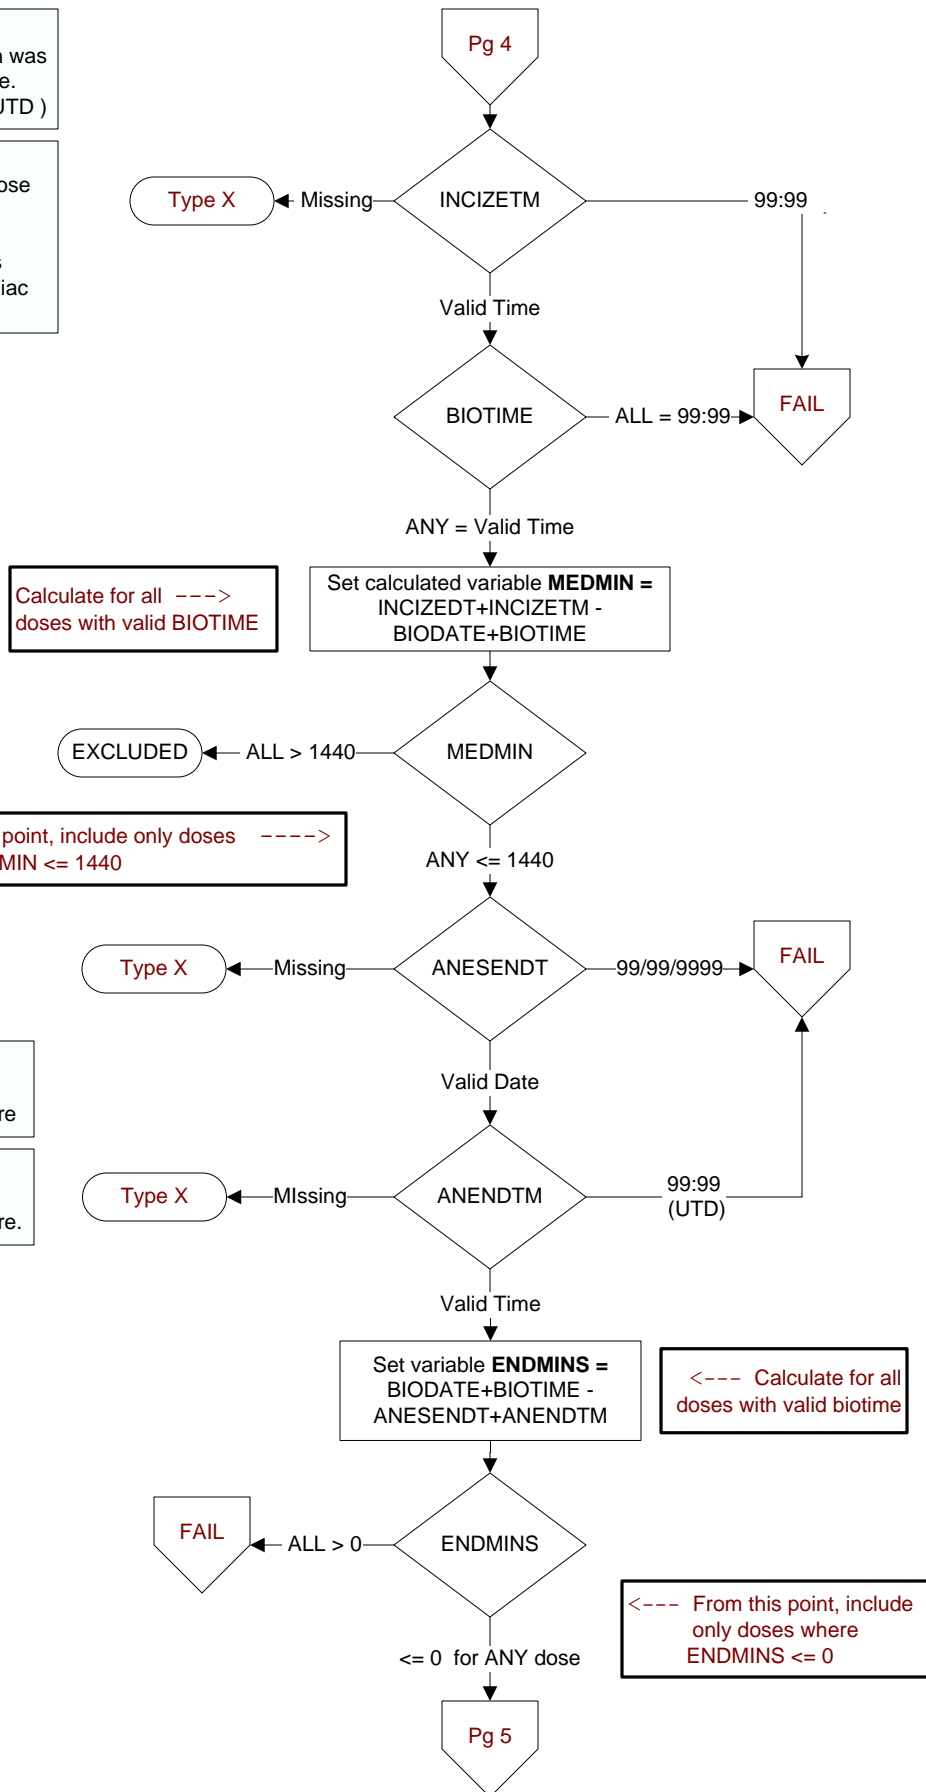 n was
e.
UTD )
ose
s
iac
Pg 4
INCIZETM
Type X
Missing
99:99
Valid Time
BIOTIME
ALL = 99:99
FAIL
ANY = Valid Time
Calculate for all --->
doses with valid BIOTIME
Set calculated variable MEDMIN =
INCIZEDT+INCIZETM -
BIODATE+BIOTIME
EXCLUDED
ALL > 1440
MEDMIN
point, include only doses ---->
MIN <= 1440
ANY <= 1440
Type X
Missing
ANESENDT
99/99/9999
FAIL
re
Valid Date
re.
Type X
MIssing
ANENDTM
99:99
(UTD)
Valid Time
Set variable ENDMINS =
BIODATE+BIOTIME -
ANESENDT+ANENDTM
<--- Calculate for all
doses with valid biotime
FAIL
ALL > 0
ENDMINS
<--- From this point, include
only doses where
ENDMINS <= 0
<= 0 for ANY dose
Pg 5